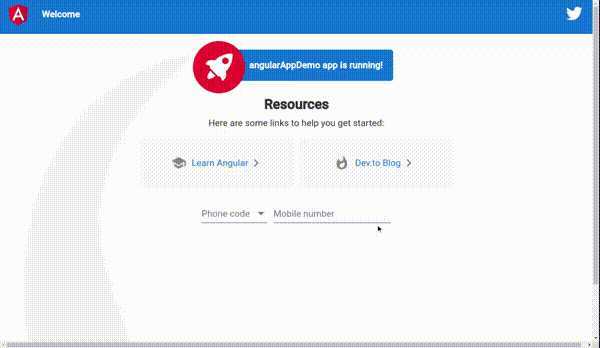 Welcome
angularAppDemo app is running!
Resources
Here are some links to help you get started:
Learn Angular
Dev.to Blog
Phone code
Mobile number